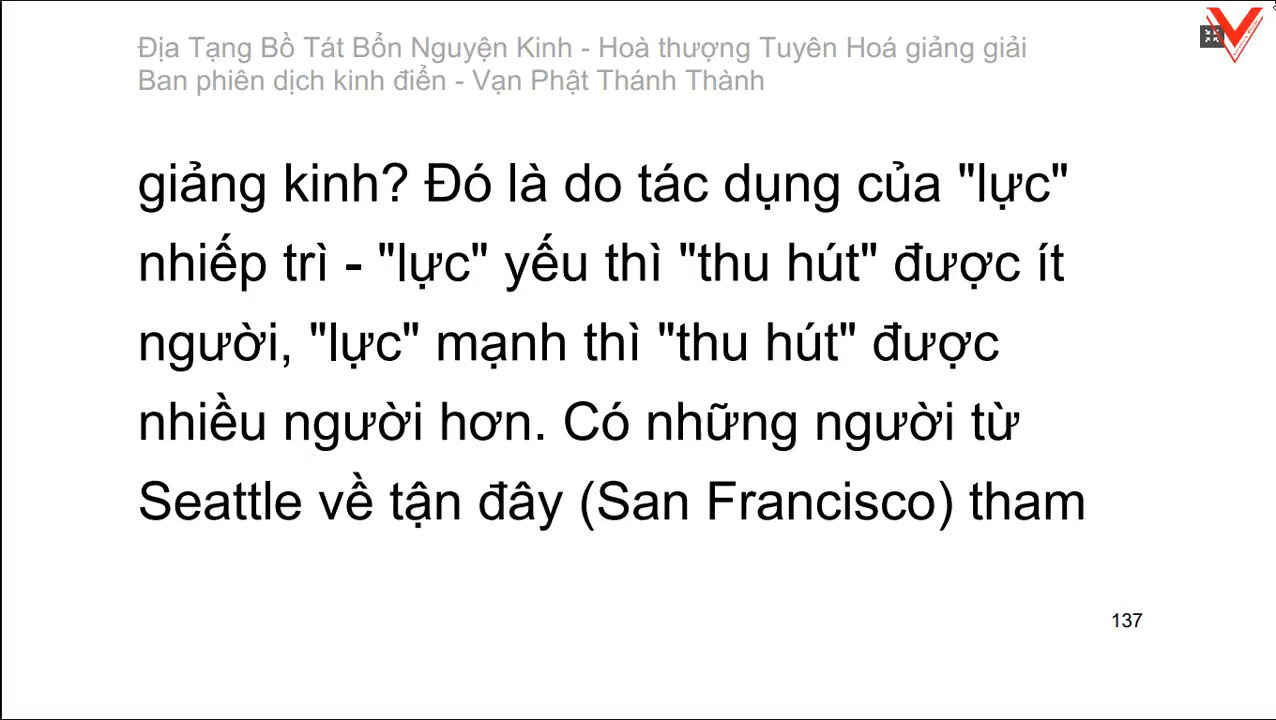 Địa Tạng Bồ Tát Bổn Nguyện Kinh - Hoà thượng Tuyên Hoá giảng giải
Ban phiên dịch kinh điển - Vạn Phật Thánh Thành
giảng kinh? Đó là do tác dụng của "lực"
nhiếp trì - "lực" yếu thì "thu hút" được ít
người, "lực" mạnh thì "thu hút" được
nhiều người hơn. Có những người từ
Seattle về tận đây (San Francisco) tham
137